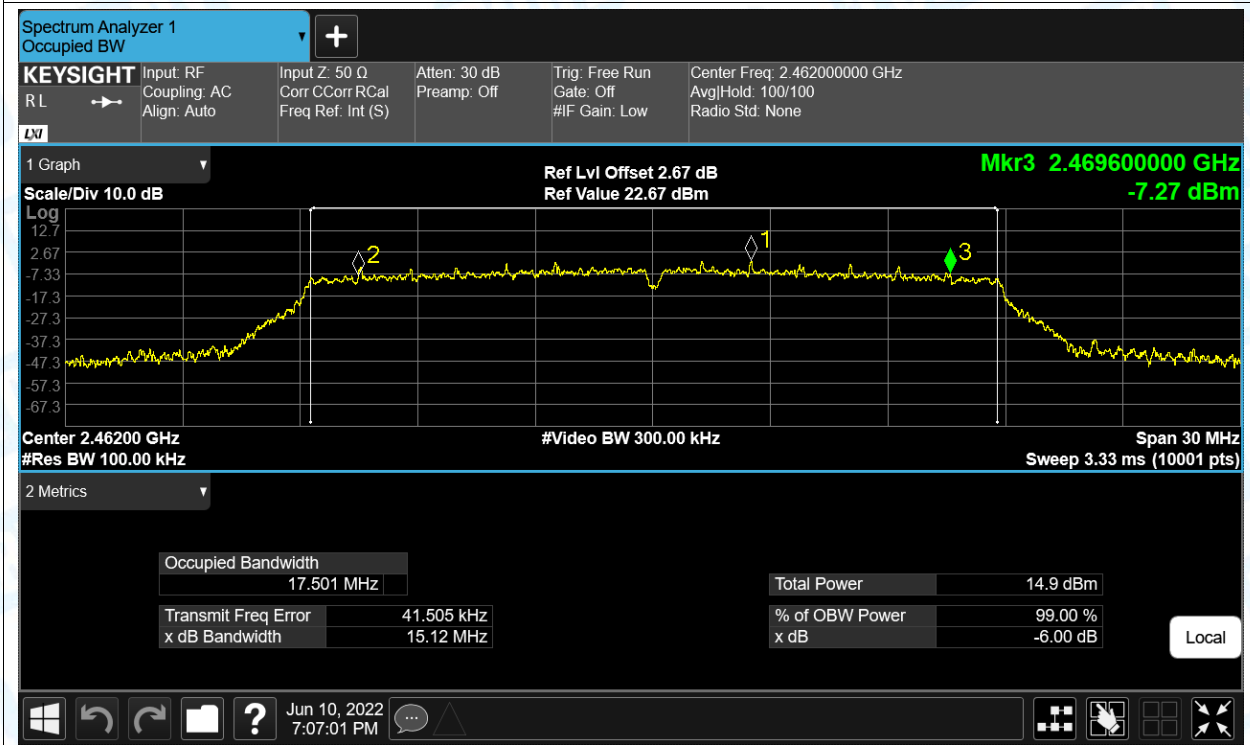 Spectrum Analyzer 1
Occupied BW
+
KEYSIGHT Input: RF Input Z: 50 Ω Atten: 30 dB Trig: Free Run Center Freq: 2.462000000 GHz
R L Coupling: AC Corr CCorr RCal Preamp: Off Gate: Off Avg|Hold: 100/100
Align: Auto Freq Ref: Int (S) #IF Gain: Low Radio Std: None
LXI
1 Graph Ref Lvl Offset 2.67 dB Mkr3 2.469600000 GHz
Scale/Div 10.0 dB Ref Value 22.67 dBm -7.27 dBm
Log
12.7
2.67
-7.33
-17.3
-27.3
-37.3
-47.3
-57.3
-67.3
2 1 3
Center 2.46200 GHz #Video BW 300.00 kHz Span 30 MHz
#Res BW 100.00 kHz Sweep 3.33 ms (10001 pts)
2 Metrics
Occupied Bandwidth
17.501 MHz Total Power 14.9 dBm
Transmit Freq Error 41.505 kHz % of OBW Power 99.00 %
x dB Bandwidth 15.12 MHz x dB -6.00 dB
Local
? Jun 10, 2022
7:07:01 PM